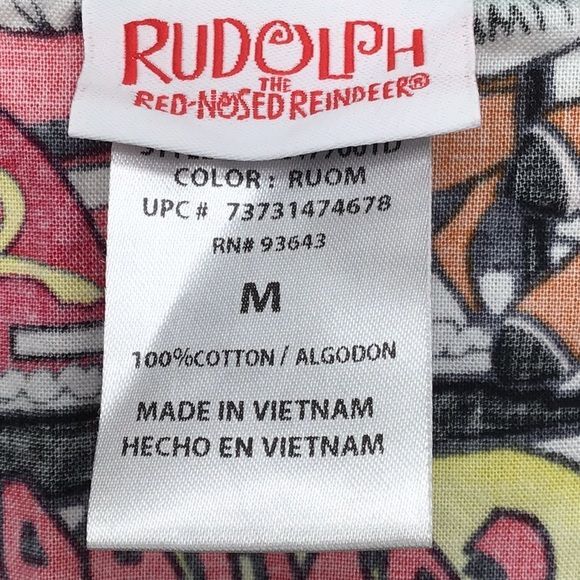 RUDOLPH
THE
RED-NOSED REINDEER®
COLOR : RUOM
UPC # 73731474678
RN# 93643
M
100%COTTON / ALGODON
MADE IN VIETNAM
HECHO EN VIETNAM